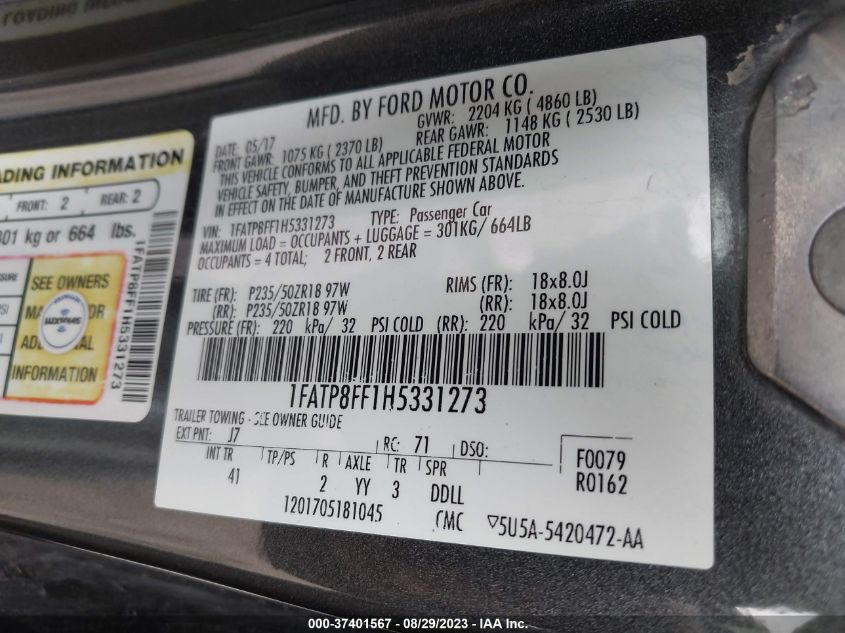 LOADING
ADING INFORMATION
FRONT: 2 REAR: 2
301 kg or 664 lbs.
SEE OWNERS
ADDITIONAL
INFORMATION
1FATP8FF1H5331273
MFD. BY FORD MOTOR CO.
DATE: 05/17 GVWR: 2204 KG ( 4860 LB)
FRONT GAWR: 1075 KG ( 2370 LB) REAR GAWR: 1148 KG ( 2530 LB)
THIS VEHICLE CONFORMS TO ALL APPLICABLE FEDERAL MOTOR
VEHICLE SAFETY, BUMPER, AND THEFT PREVENTION STANDARDS
IN EFFECT ON THE DATE OF MANUFACTURE SHOWN ABOVE.
VIN: 1FATP8FF1H5331273 TYPE: Passenger Car
MAXIMUM LOAD = OCCUPANTS + LUGGAGE = 301KG/ 664LB
OCCUPANTS = 4 TOTAL; 2 FRONT, 2 REAR
TIRE (FR): P235/50ZR18 97W RIMS (FR): 18x8.0J
(RR): P235/50ZR18 97W (RR): 18x8.0J
PRESSURE (FR): 220 kPa/ 32 PSI COLD (RR): 220 kPa/ 32 PSI COLD
1FATP8FF1H5331273
TRAILER TOWING - SEE OWNER GUIDE
EXT PNT: J7 RC: 71 DSO:
INT TR TP/PS R AXLE TR SPR
41 2 YY 3 DDLL
F0079
R0162
1201705181045 CMC ▽5U5A-5420472-AA
000-37401567 - 08/29/2023 - IAA Inc.